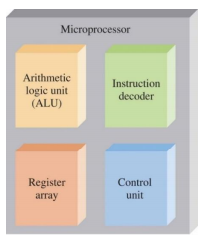 Microprocessor
Arithmetic
logic unit
(ALU)
Instruction
decoder
Register
array
Control
unit